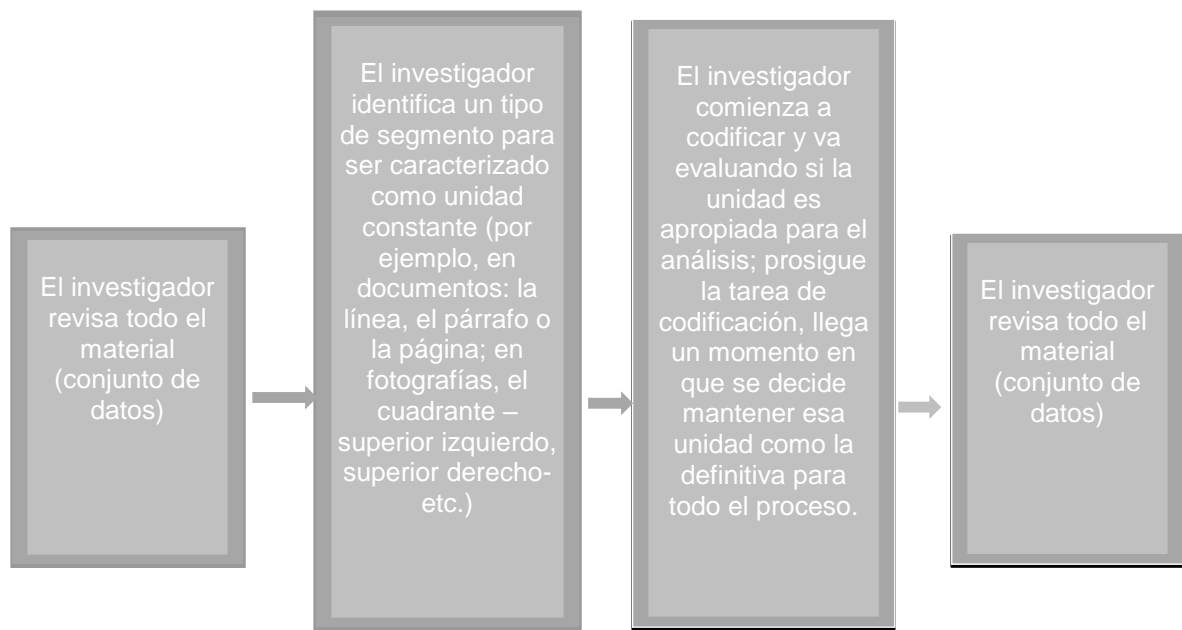 El investigador
revisa todo el
material
(conjunto de
datos)
El investigador
identifica un tipo
de segmento para
ser caracterizado
como unidad
constante (por
ejemplo, en
documentos: la
línea, el párrafo o
la página; en
fotografías, el
cuadrante –
superior izquierdo,
superior derecho-
etc.)
El investigador
comienza a
codificar y va
evaluando si la
unidad es
apropiada para el
análisis; prosigue
la tarea de
codificación, llega
un momento en
que se decide
mantener esa
unidad como la
definitiva para
todo el proceso.
El investigador
revisa todo el
material
(conjunto de
datos)